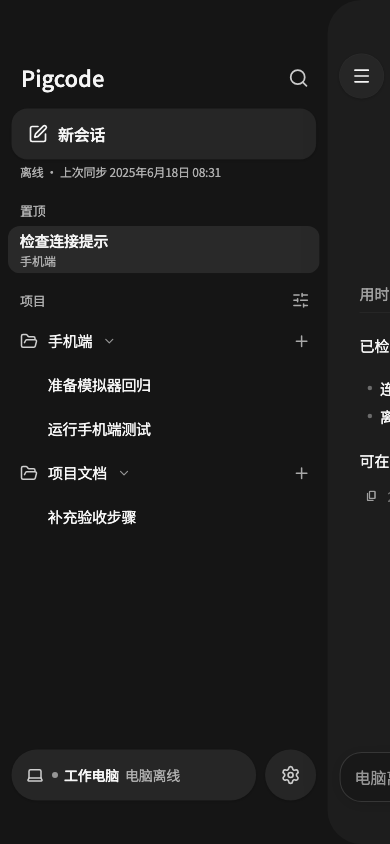 Pigcode
新会话
离线 · 上次同步 2025年6月18日 08:31
置顶
检查连接提示
手机端
用时
项目
手机端
已检
准备模拟器回归
连
离
运行手机端测试
可在
项目文档
补充验收步骤
工作电脑 电脑离线
电脑